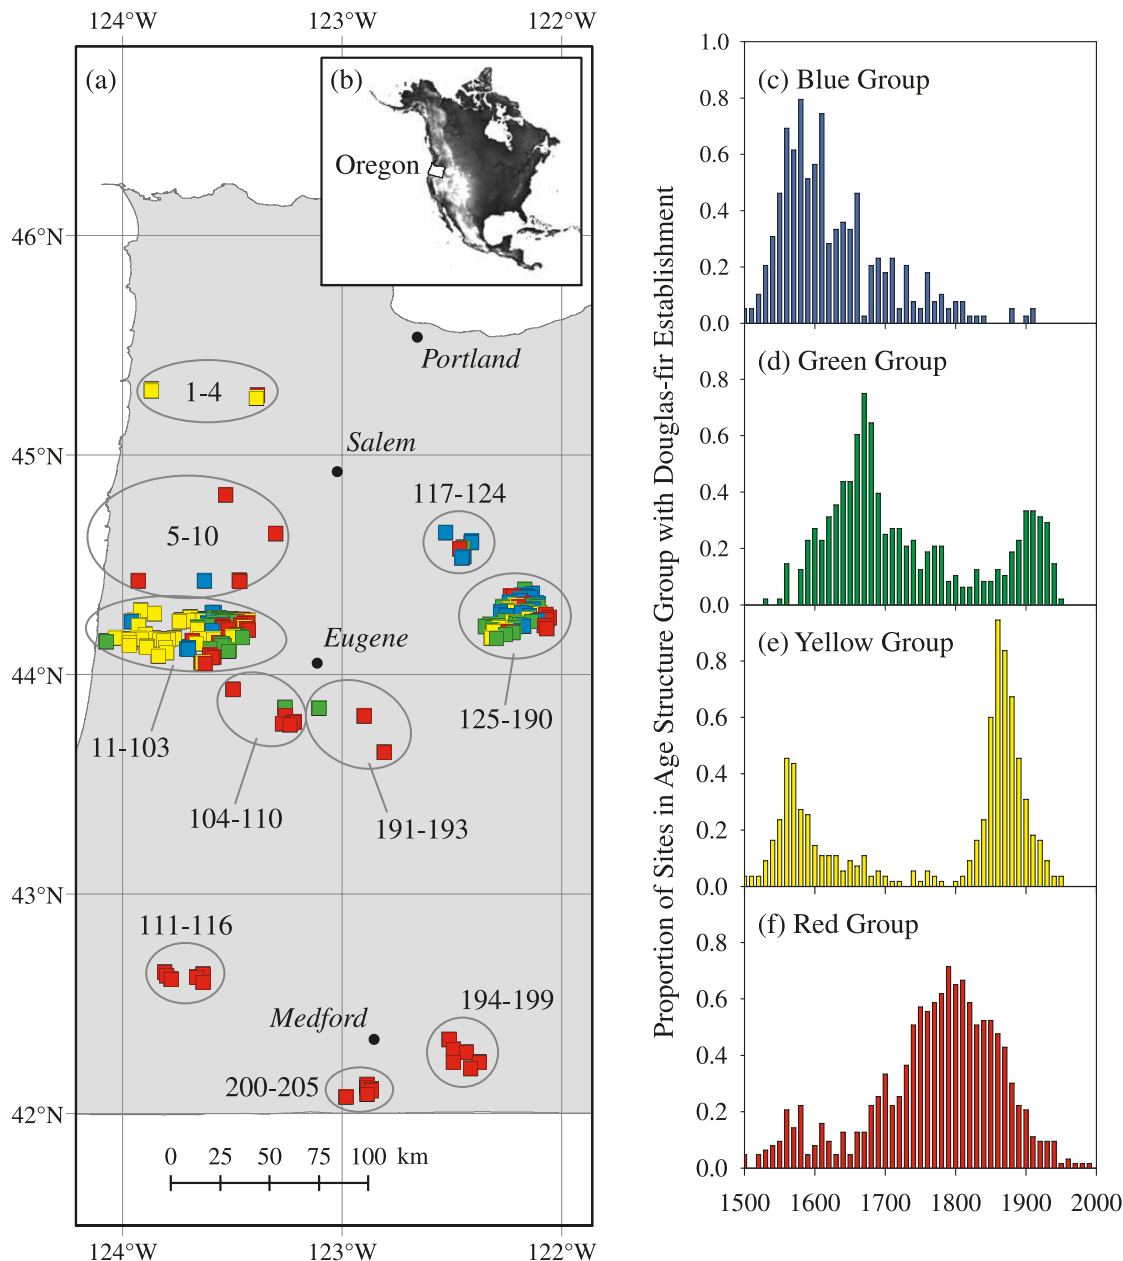 124°W 123°W 122°W
(a)
(b)
Oregon
46°N
Portland
1-4
45°N
Salem
117-124
5-10
Eugene
44°N
125-190
11-103
104-110
191-193
43°N
111-116
194-199
Medford
200-205
42°N
0 25 50 75 100 km
124°W 123°W 122°W
Proportion of Sites in Age Structure Group with Douglas-fir Establishment
1.0
(c) Blue Group
0.8
0.6
0.4
0.2
0.0
(d) Green Group
0.8
0.6
0.4
0.2
0.0
(e) Yellow Group
0.8
0.6
0.4
0.2
0.0
(f) Red Group
0.8
0.6
0.4
0.2
0.0
1500 1600 1700 1800 1900 2000